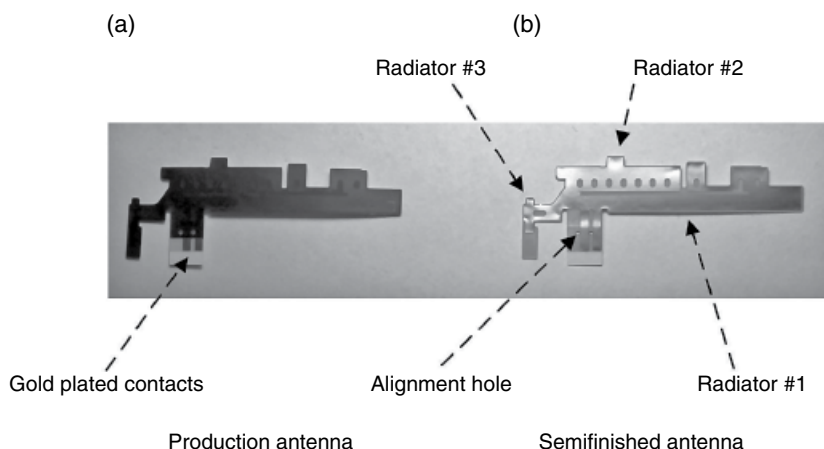 (a)
(b)
Radiator #3
Radiator #2
Gold plated contacts
Alignment hole
Radiator #1
Production antenna
Semifinished antenna